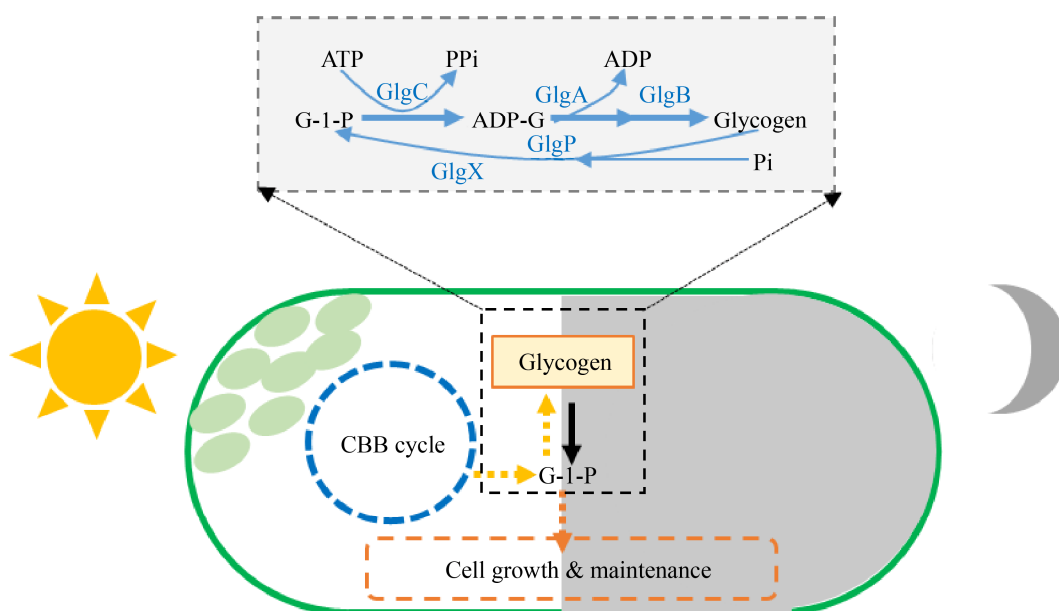 ATP PPi ADP
GlgC GlgA GlgB
G-1-P ADP-G Glycogen
GlgP
GlgX Pi
Glycogen
CBB cycle
G-1-P
Cell growth & maintenance